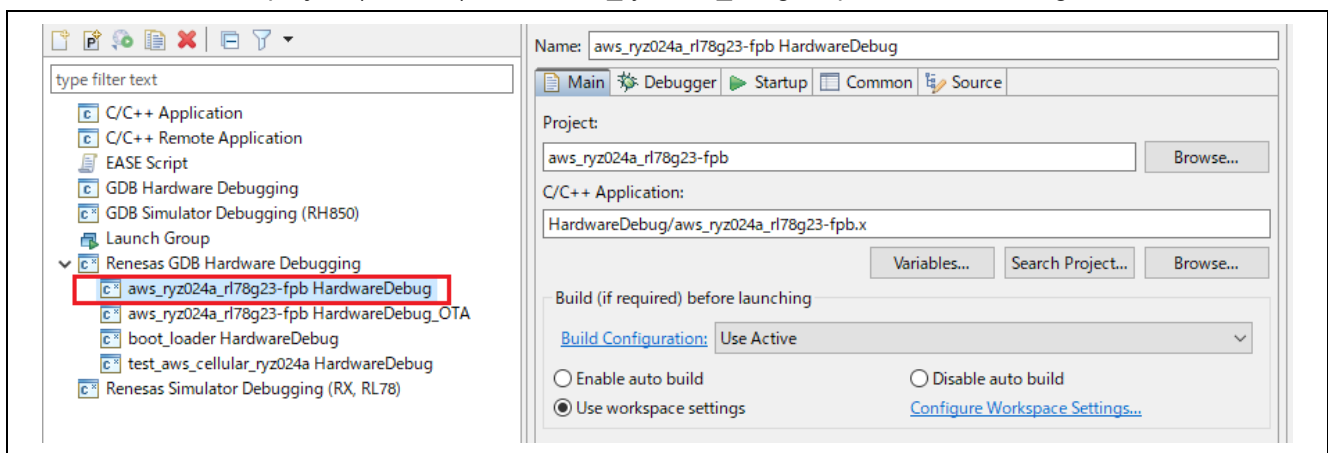 type filter text
C/C++ Application
C/C++ Remote Application
EASE Script
GDB Hardware Debugging
GDB Simulator Debugging (RH850)
Launch Group
Renesas GDB Hardware Debugging
aws_ryz024a_rl78g23-fpb HardwareDebug
aws_ryz024a_rl78g23-fpb HardwareDebug_OTA
boot_loader HardwareDebug
test_aws_cellular_ryz024a HardwareDebug
Renesas Simulator Debugging (RX, RL78)
Name: aws_ryz024a_rl78g23-fpb HardwareDebug
Main Debugger Startup Common Source
Project:
aws_ryz024a_rl78g23-fpb Browse...
C/C++ Application:
HardwareDebug/aws_ryz024a_rl78g23-fpb.x
Variables... Search Project... Browse...
Build (if required) before launching
Build Configuration: Use Active
Enable auto build Disable auto build
Use workspace settings Configure Workspace Settings...